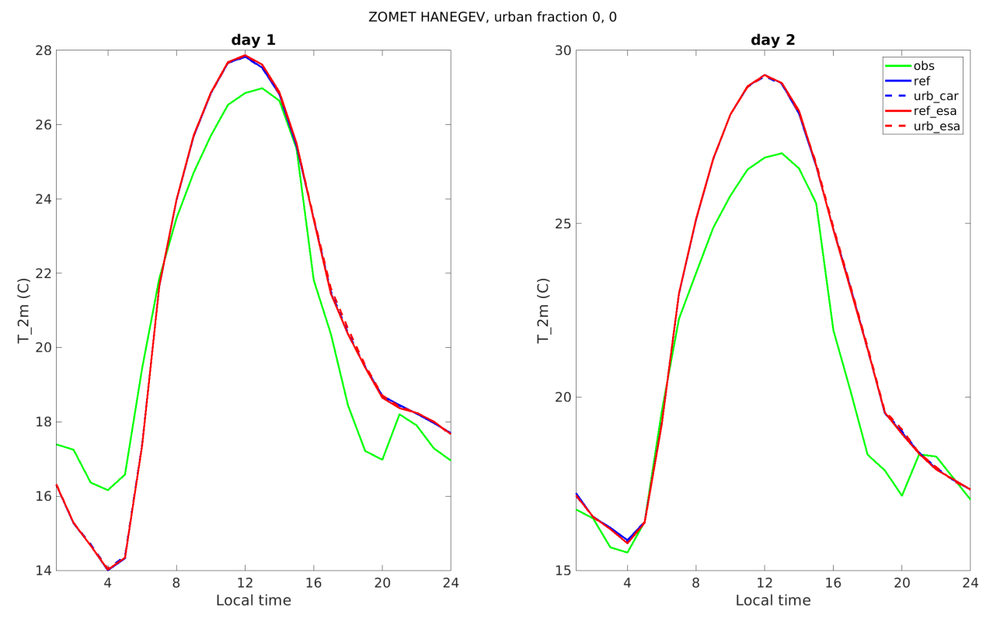 ZOMET HANEGEV, urban fraction 0, 0
day 1
28
26
24
22
20
18
16
14
T_2m (C)
4 8 12 16 20 24
Local time
day 2
30
25
20
15
T_2m (C)
4 8 12 16 20 24
Local time
obs
ref
urb_car
ref_esa
urb_esa